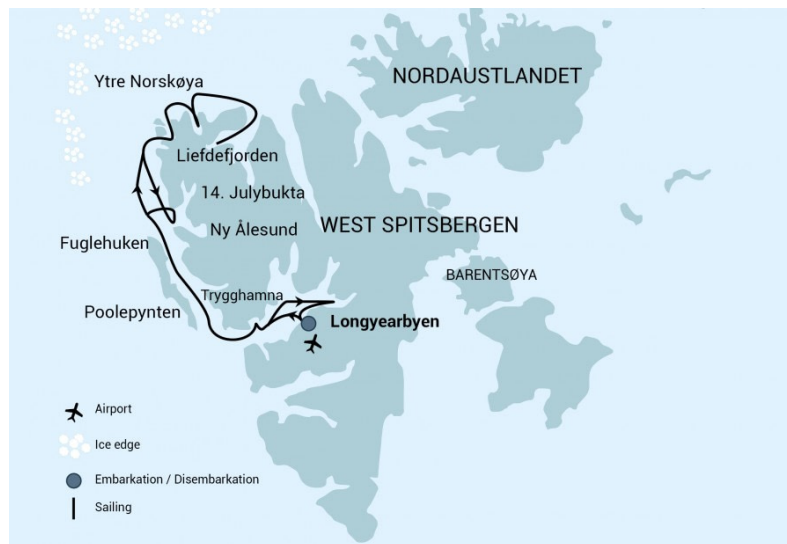 NORDAUSTLANDET
Ytre Norskøya
Liefdefjorden
14. Julybukta
WEST SPITSBERGEN
Ny Ålesund
Fuglehuken
BARENTSØYA
Trygghamna
Poolepynten
Longyearbyen
Airport
Ice edge
Embarkation / Disembarkation
Sailing